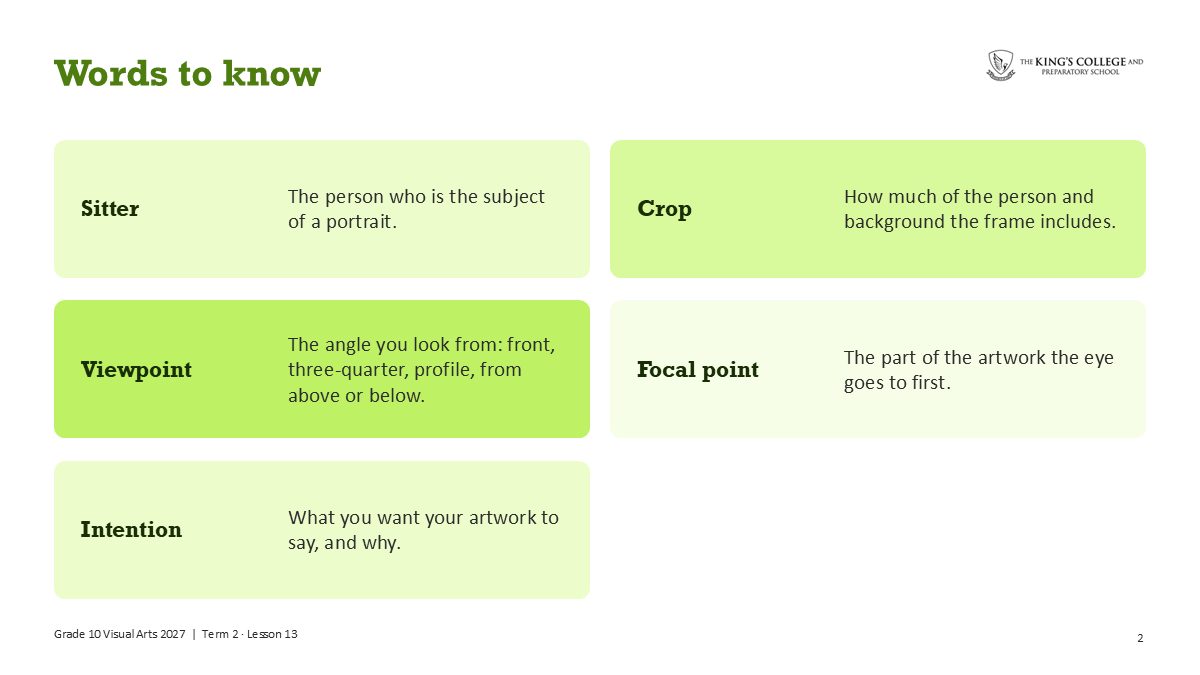 Words to know
THE KING'S COLLEGE AND
PREPARATORY SCHOOL
Sitter
The person who is the subject
of a portrait.
Crop
How much of the person and
background the frame includes.
Viewpoint
The angle you look from: front,
three-quarter, profile, from
above or below.
Focal point
The part of the artwork the eye
goes to first.
Intention
What you want your artwork to
say, and why.
Grade 10 Visual Arts 2027 | Term 2 · Lesson 13
2